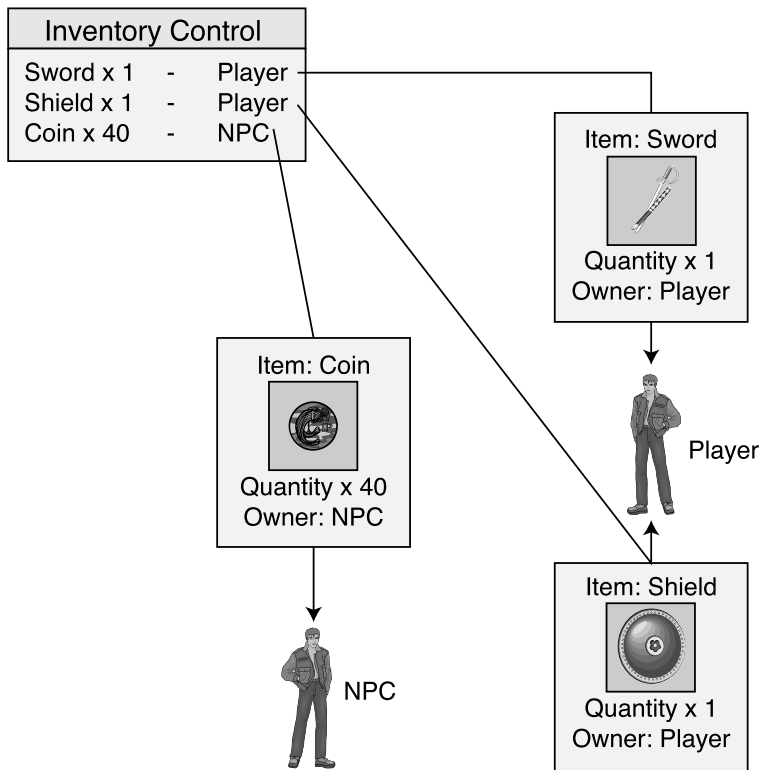 Inventory Control
Sword x 1 - Player
Shield x 1 - Player
Coin x 40 - NPC
Item: Sword
Quantity x 1
Owner: Player
Item: Coin
Quantity x 40
Owner: NPC
Player
Item: Shield
Quantity x 1
Owner: Player
NPC